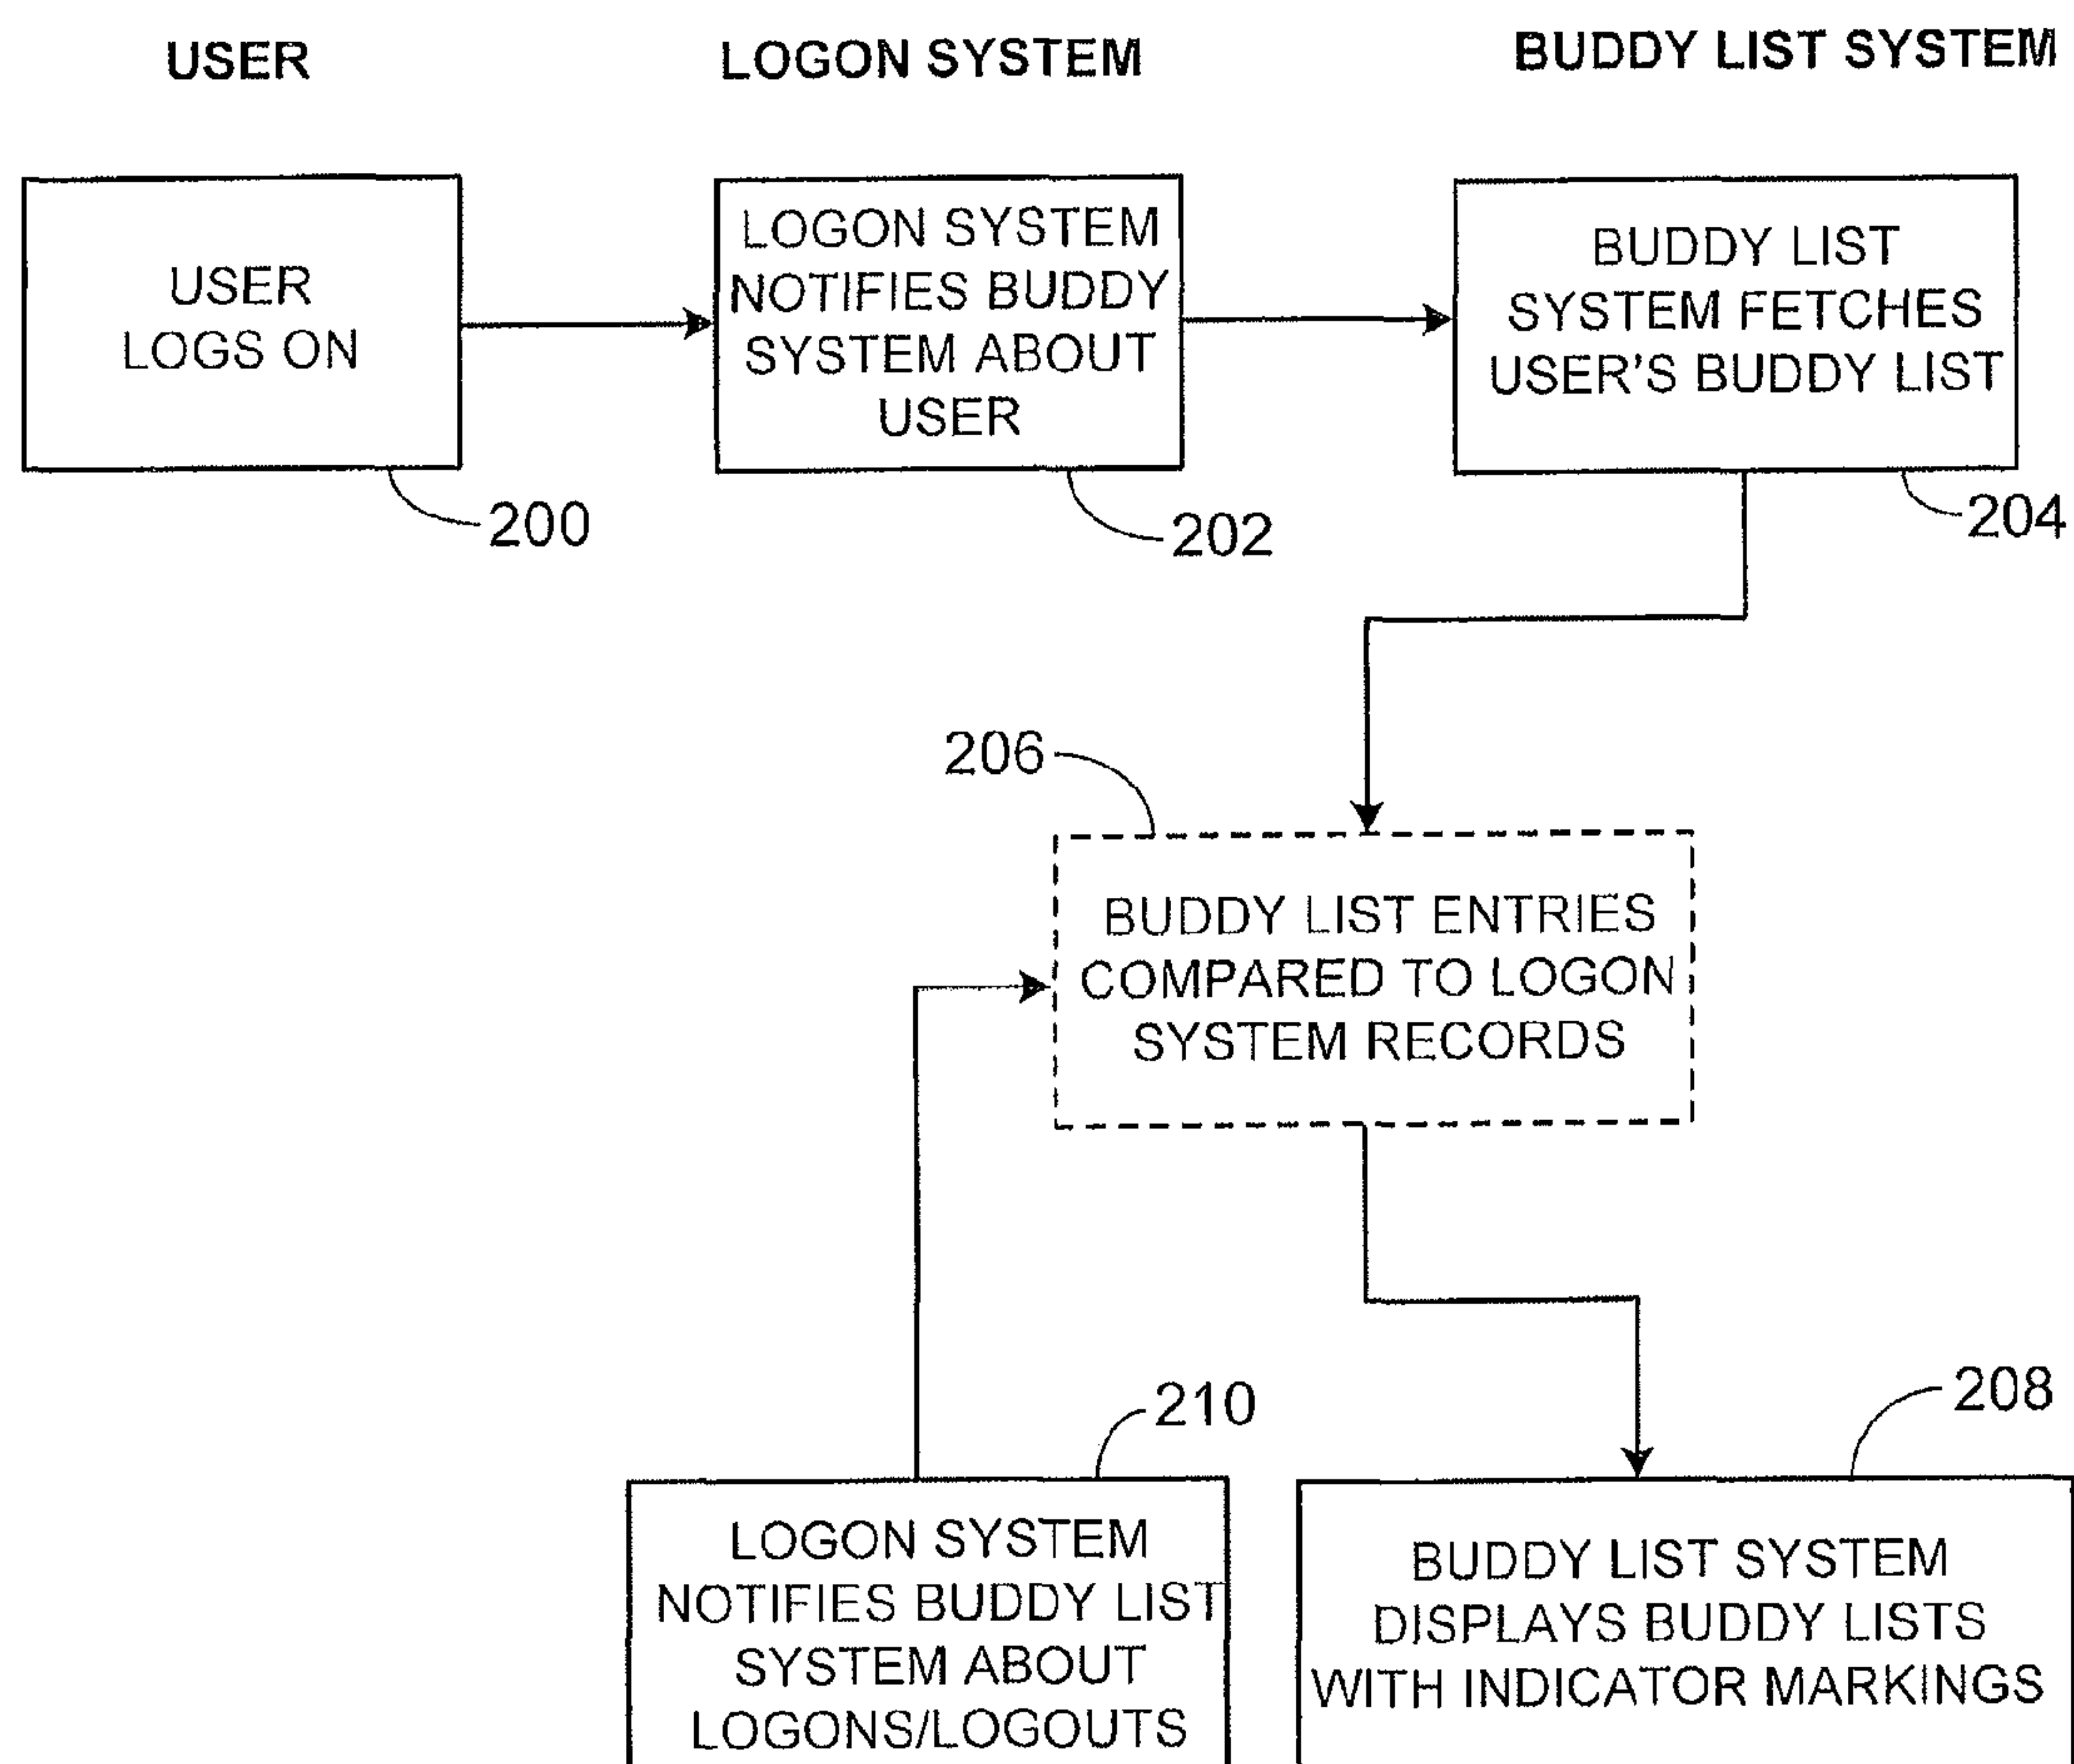 USER
LOGON SYSTEM
BUDDY LIST SYSTEM
USER
LOGS ON
200
LOGON SYSTEM
NOTIFIES BUDDY
SYSTEM ABOUT
USER
202
BUDDY LIST
SYSTEM FETCHES
USER'S BUDDY LIST
204
206
BUDDY LIST ENTRIES
COMPARED TO LOGON
SYSTEM RECORDS
210
LOGON SYSTEM
NOTIFIES BUDDY LIST
SYSTEM ABOUT
LOGONS/LOGOUTS
208
BUDDY LIST SYSTEM
DISPLAYS BUDDY LISTS
WITH INDICATOR MARKINGS